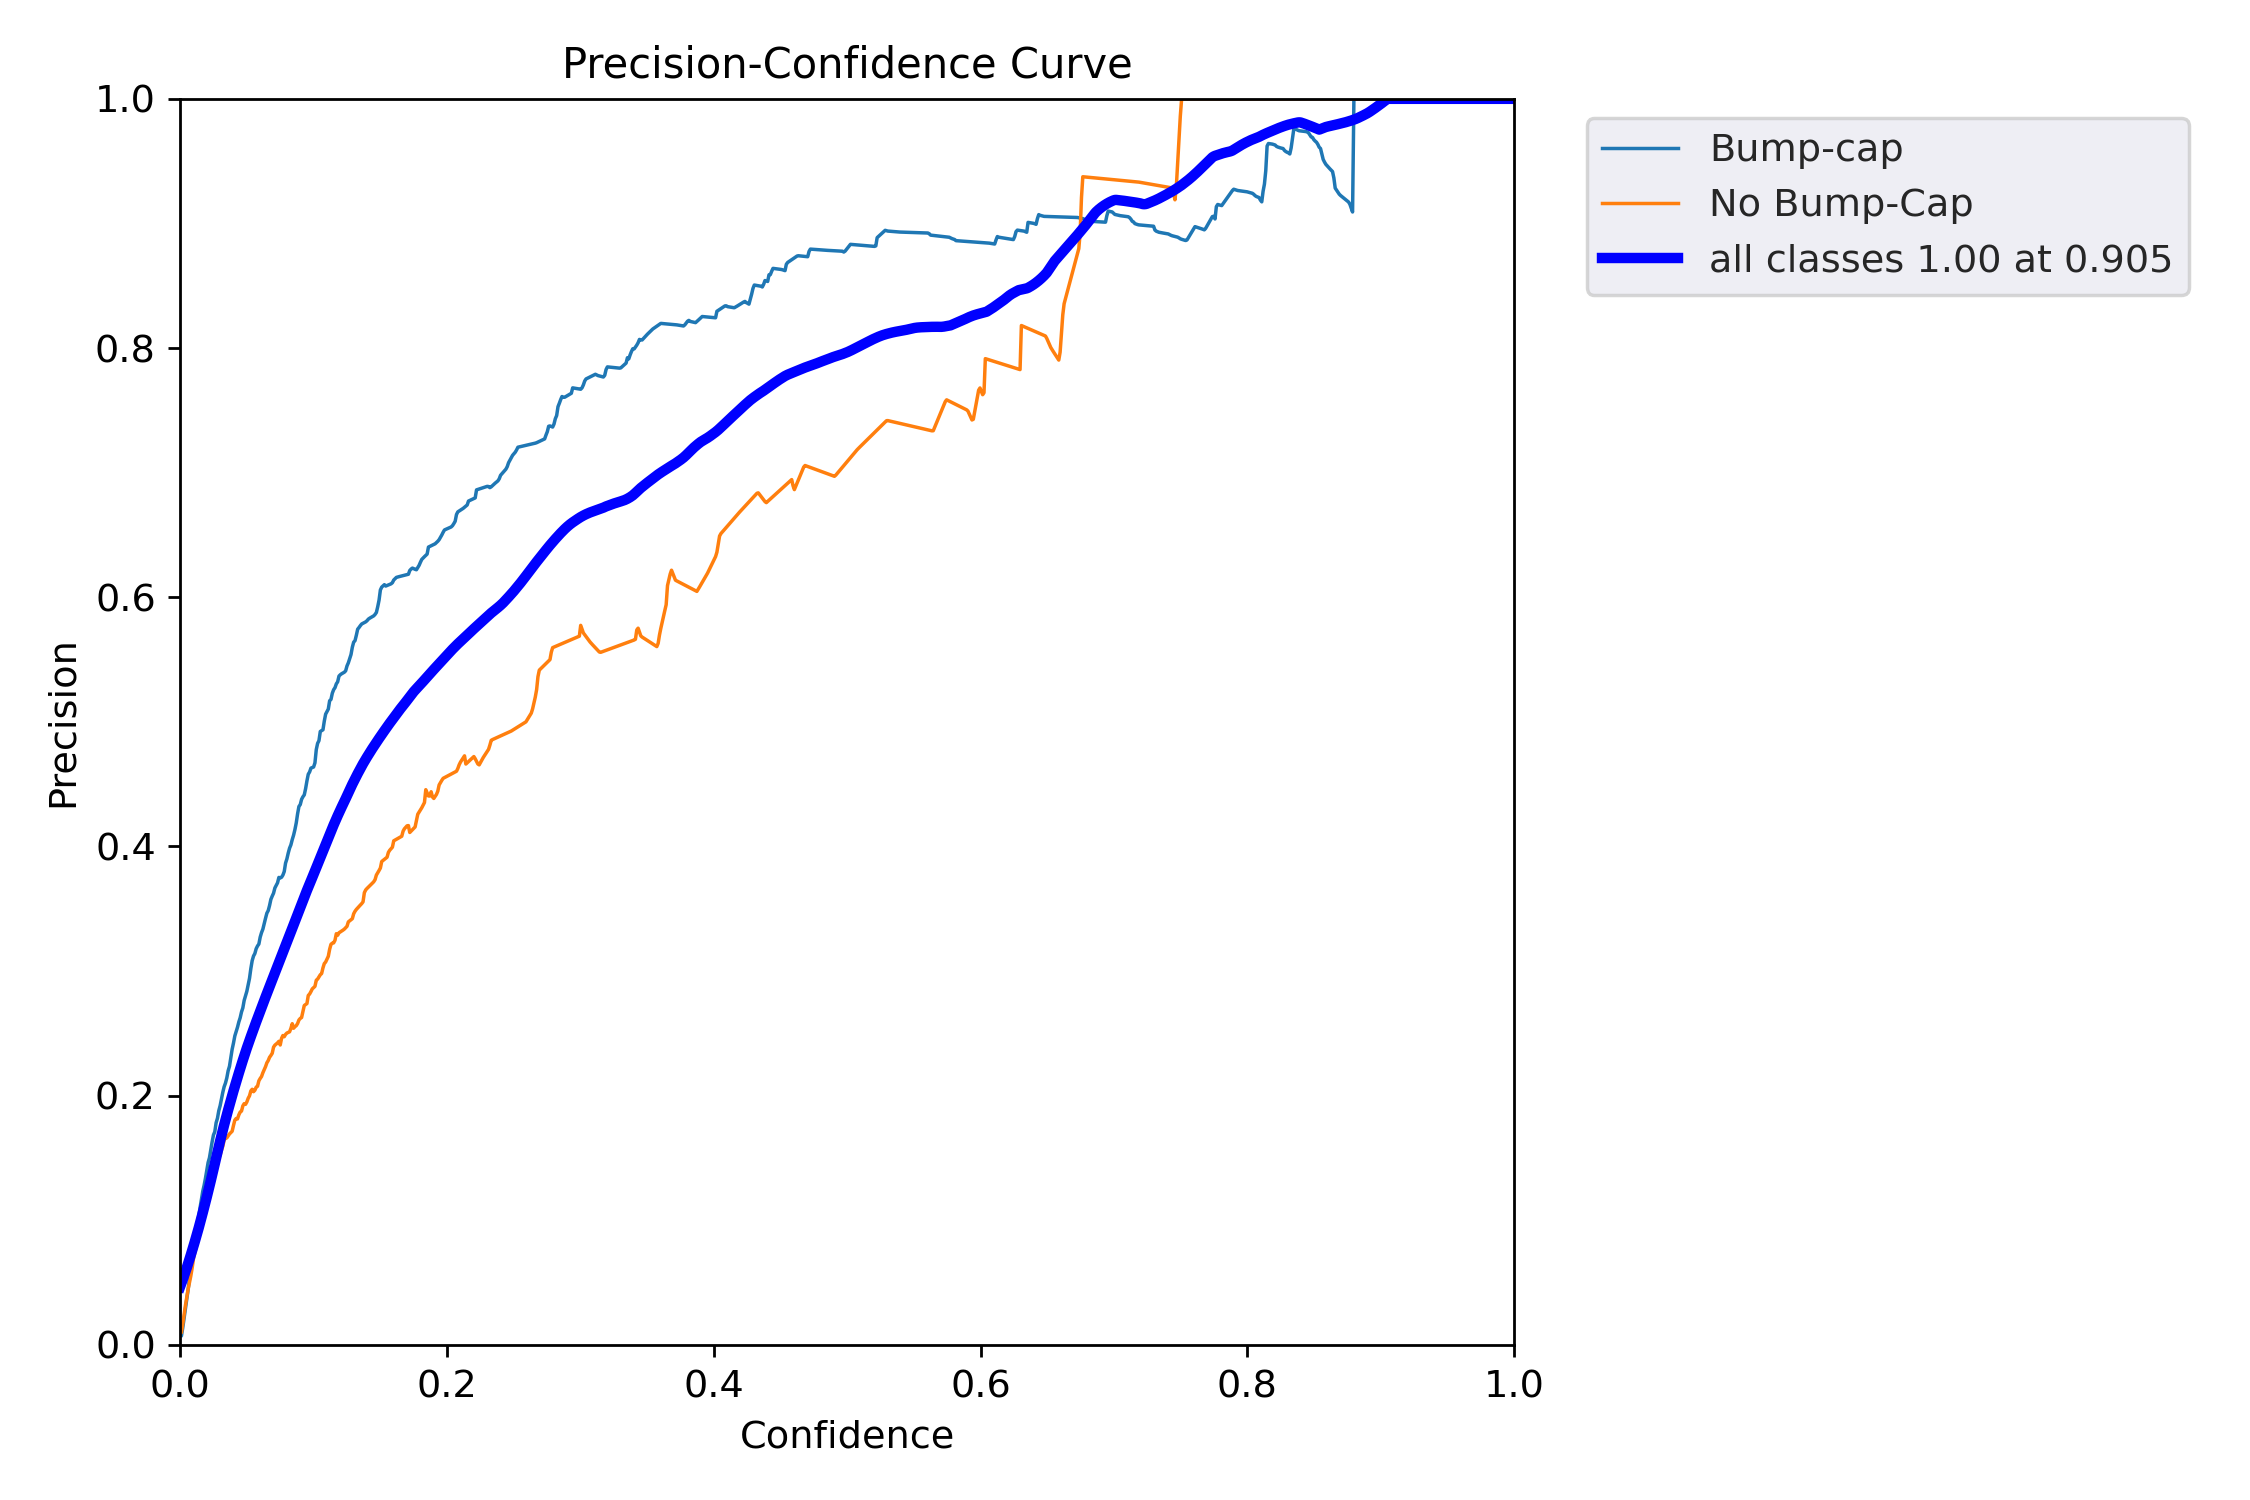 Precision-Confidence Curve
1.0
0.8
0.6
0.4
0.2
0.0
Precision
0.0 0.2 0.4 0.6 0.8 1.0
Confidence
Bump-cap
No Bump-Cap
all classes 1.00 at 0.905